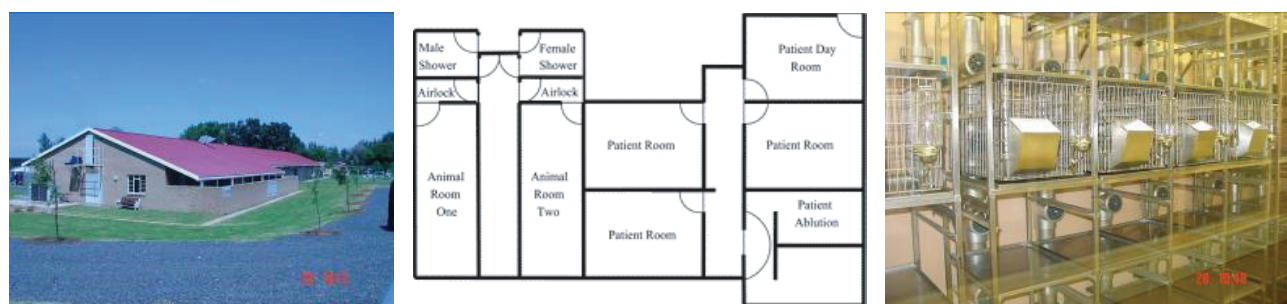 Male
Shower
Female
Shower
Airlock
Airlock
Animal
Room
One
Animal
Room
Two
Patient Room
Patient Room
Patient Day
Room
Patient Room
Patient
Ablution